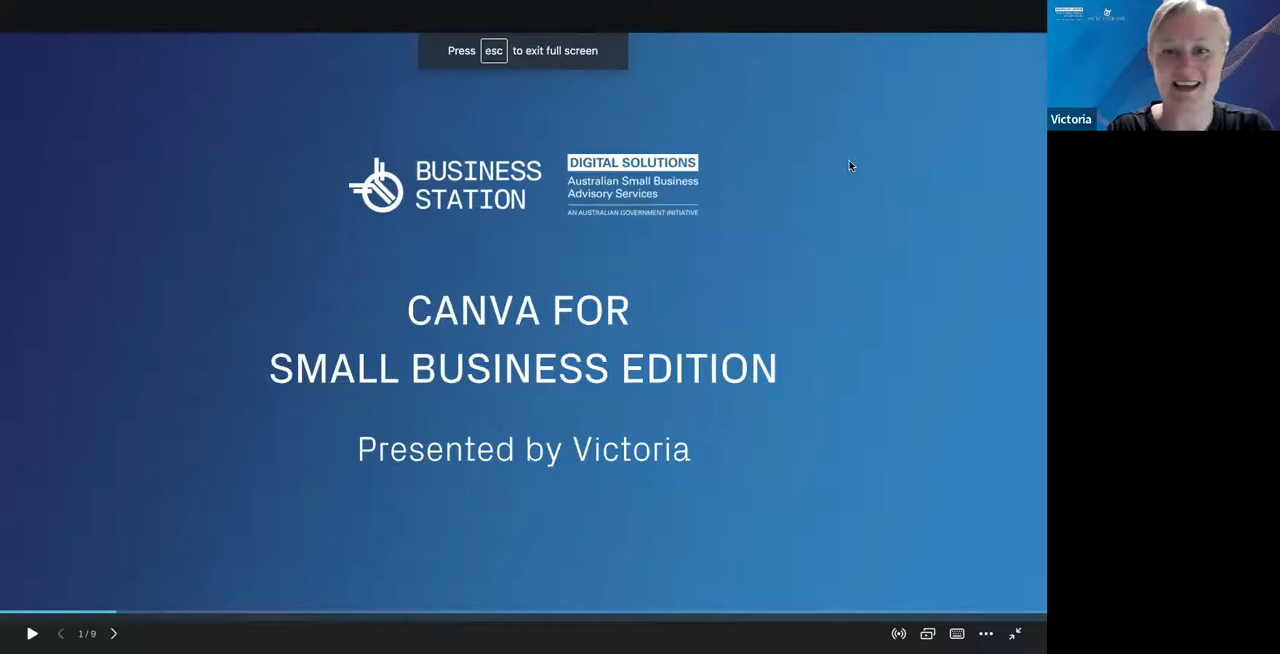 Press esc to exit full screen
BUSINESS
STATION
DIGITAL SOLUTIONS
Australian Small Business
Advisory Services
AN AUSTRALIAN GOVERNMENT INITIATIVE
CANVA FOR
SMALL BUSINESS EDITION
Presented by Victoria
1/9
Victoria